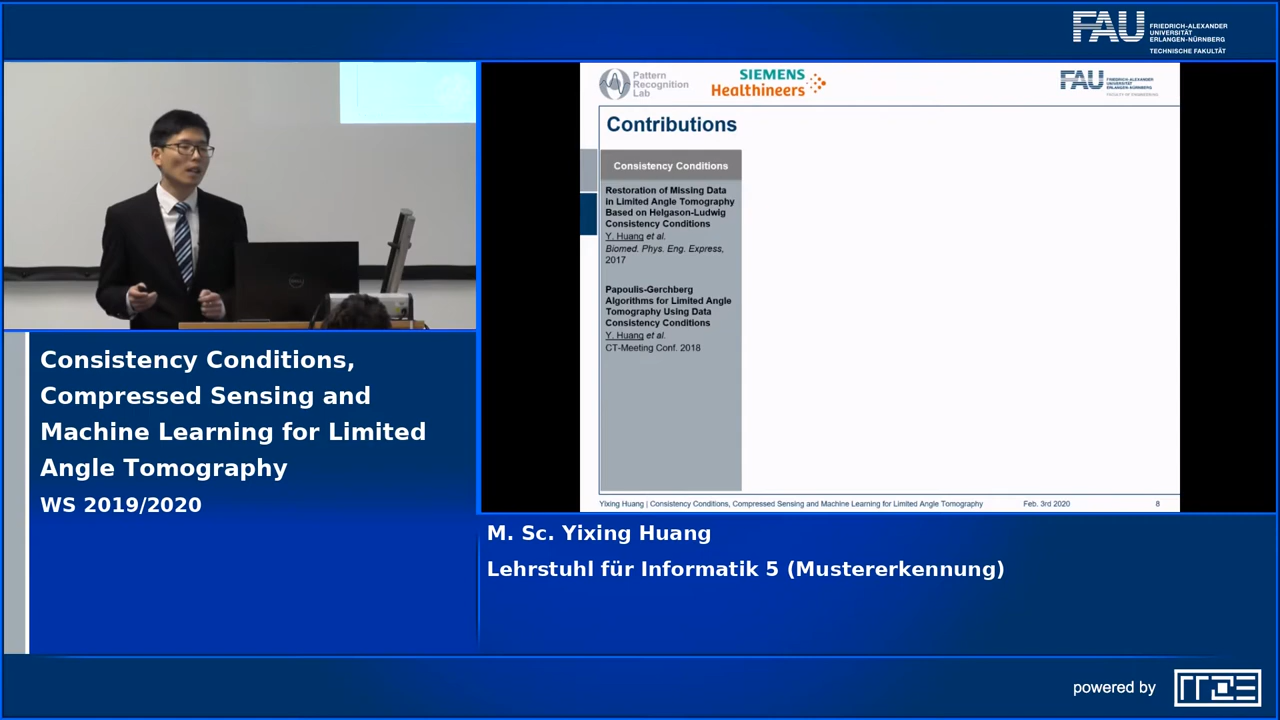 FAU
FRIEDRICH-ALEXANDER
UNIVERSITÄT
ERLANGEN-NÜRNBERG
TECHNISCHE FAKULTÄT
Pattern
Recognition
Lab
SIEMENS
Healthineers
FAU
FRIEDRICH-ALEXANDER
UNIVERSITÄT
ERLANGEN-NÜRNBERG
FACULTY OF ENGINEERING
Contributions
Consistency Conditions
Restoration of Missing Data
in Limited Angle Tomography
Based on Helgason-Ludwig
Consistency Conditions
Y. Huang et al.
Biomed. Phys. Eng. Express,
2017
Papoulis-Gerchberg
Algorithms for Limited Angle
Tomography Using Data
Consistency Conditions
Y. Huang et al.
CT-Meeting Conf. 2018
Yixing Huang | Consistency Conditions, Compressed Sensing and Machine Learning for Limited Angle Tomography
Feb. 3rd 2020
8
Consistency Conditions,
Compressed Sensing and
Machine Learning for Limited
Angle Tomography
WS 2019/2020
M. Sc. Yixing Huang
Lehrstuhl für Informatik 5 (Mustererkennung)
powered by